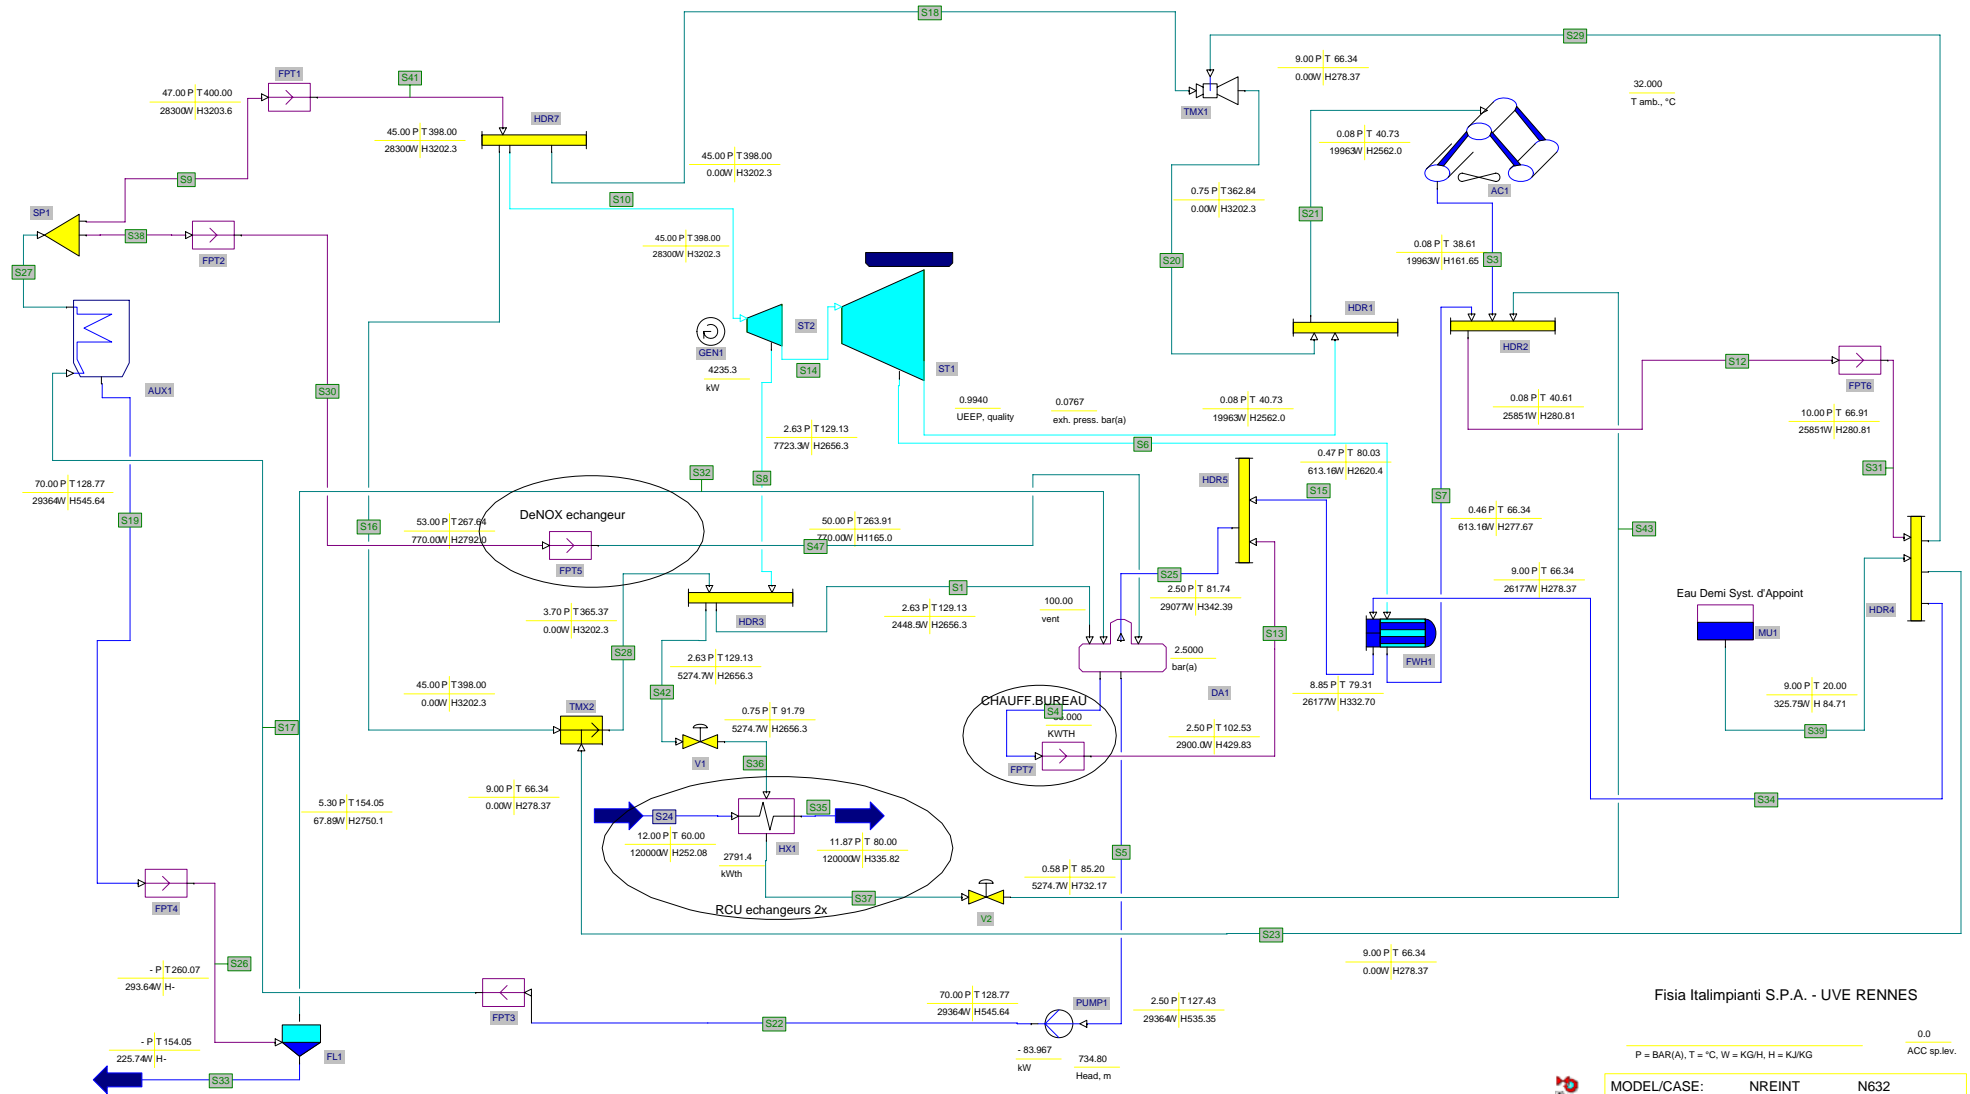 S18
S29
FPT1
S41
47.00 P T 400.00
28300W H3203.6
HDR7
45.00 P T 398.00
28300W H3202.3
TMX1
9.00 P T 66.34
0.00W H278.37
32.000
T amb., °C
45.00 P T 398.00
0.00W H3202.3
0.08 P T 40.73
19963W H2562.0
AC1
S9
S10
0.75 P T 362.84
0.00W H3202.3
SP1
S38
FPT2
S21
45.00 P T 398.00
28300W H3202.3
0.08 P T 38.61
19963W H161.65
S3
S27
S20
AUX1
GEN1
4235.3
kW
ST2
S14
ST1
HDR1
HDR2
S12
FPT6
S30
0.9940
UEEP, quality
0.0767
exh. press. bar(a)
0.08 P T 40.73
19963W H2562.0
0.08 P T 40.61
25851W H280.81
10.00 P T 66.91
25851W H280.81
2.63 P T 129.13
7723.3W H2656.3
S6
0.47 P T 80.03
613.16W H2620.4
S31
70.00 P T 128.77
29364W H545.64
S32
S8
HDR5
S15
S7
S19
S16
DeNOX echangeur
53.00 P T 267.64
770.00W H2792.0
50.00 P T 263.91
770.00W H1165.0
S47
FPT5
0.46 P T 66.34
613.16W H277.67
S43
S1
S25
9.00 P T 66.34
26177W H278.37
Eau Demi Syst. d'Appoint
MU1
HDR4
3.70 P T 365.37
0.00W H3202.3
HDR3
2.63 P T 129.13
2448.5W H2656.3
100.00
vent
2.50 P T 81.74
29077W H342.39
S13
S28
2.5000
bar(a)
FWH1
2.63 P T 129.13
5274.7W H2656.3
S42
45.00 P T 398.00
0.00W H3202.3
TMX2
DA1
8.85 P T 79.31
26177W H332.70
9.00 P T 20.00
325.75W H 84.71
S39
CHAUFF.BUREAU
S4
KWTH
FPT7
0.75 P T 91.79
5274.7W H2656.3
2.50 P T 102.53
2900.0W H429.83
S17
V1
S36
9.00 P T 66.34
0.00W H278.37
5.30 P T 154.05
67.89W H2750.1
S34
S24
S35
12.00 P T 60.00
120000W H252.08
HX1
11.87 P T 80.00
120000W H335.82
2791.4
kWth
S5
0.58 P T 85.20
5274.7W H732.17
S37
V2
RCU echangeurs 2x
FPT4
S23
9.00 P T 66.34
0.00W H278.37
S26
- P T 260.07
293.64W H-
FPT3
70.00 P T 128.77
29364W H545.64
PUMP1
2.50 P T 127.43
29364W H535.35
S22
- 83.967
kW
734.80
Head, m
- P T 154.05
225.74W H-
FL1
S33
Fisia Italimpianti S.P.A. - UVE RENNES
0.0
ACC sp.lev.
P = BAR(A), T = °C, W = KG/H, H = KJ/KG
MODEL/CASE: NREINT N632